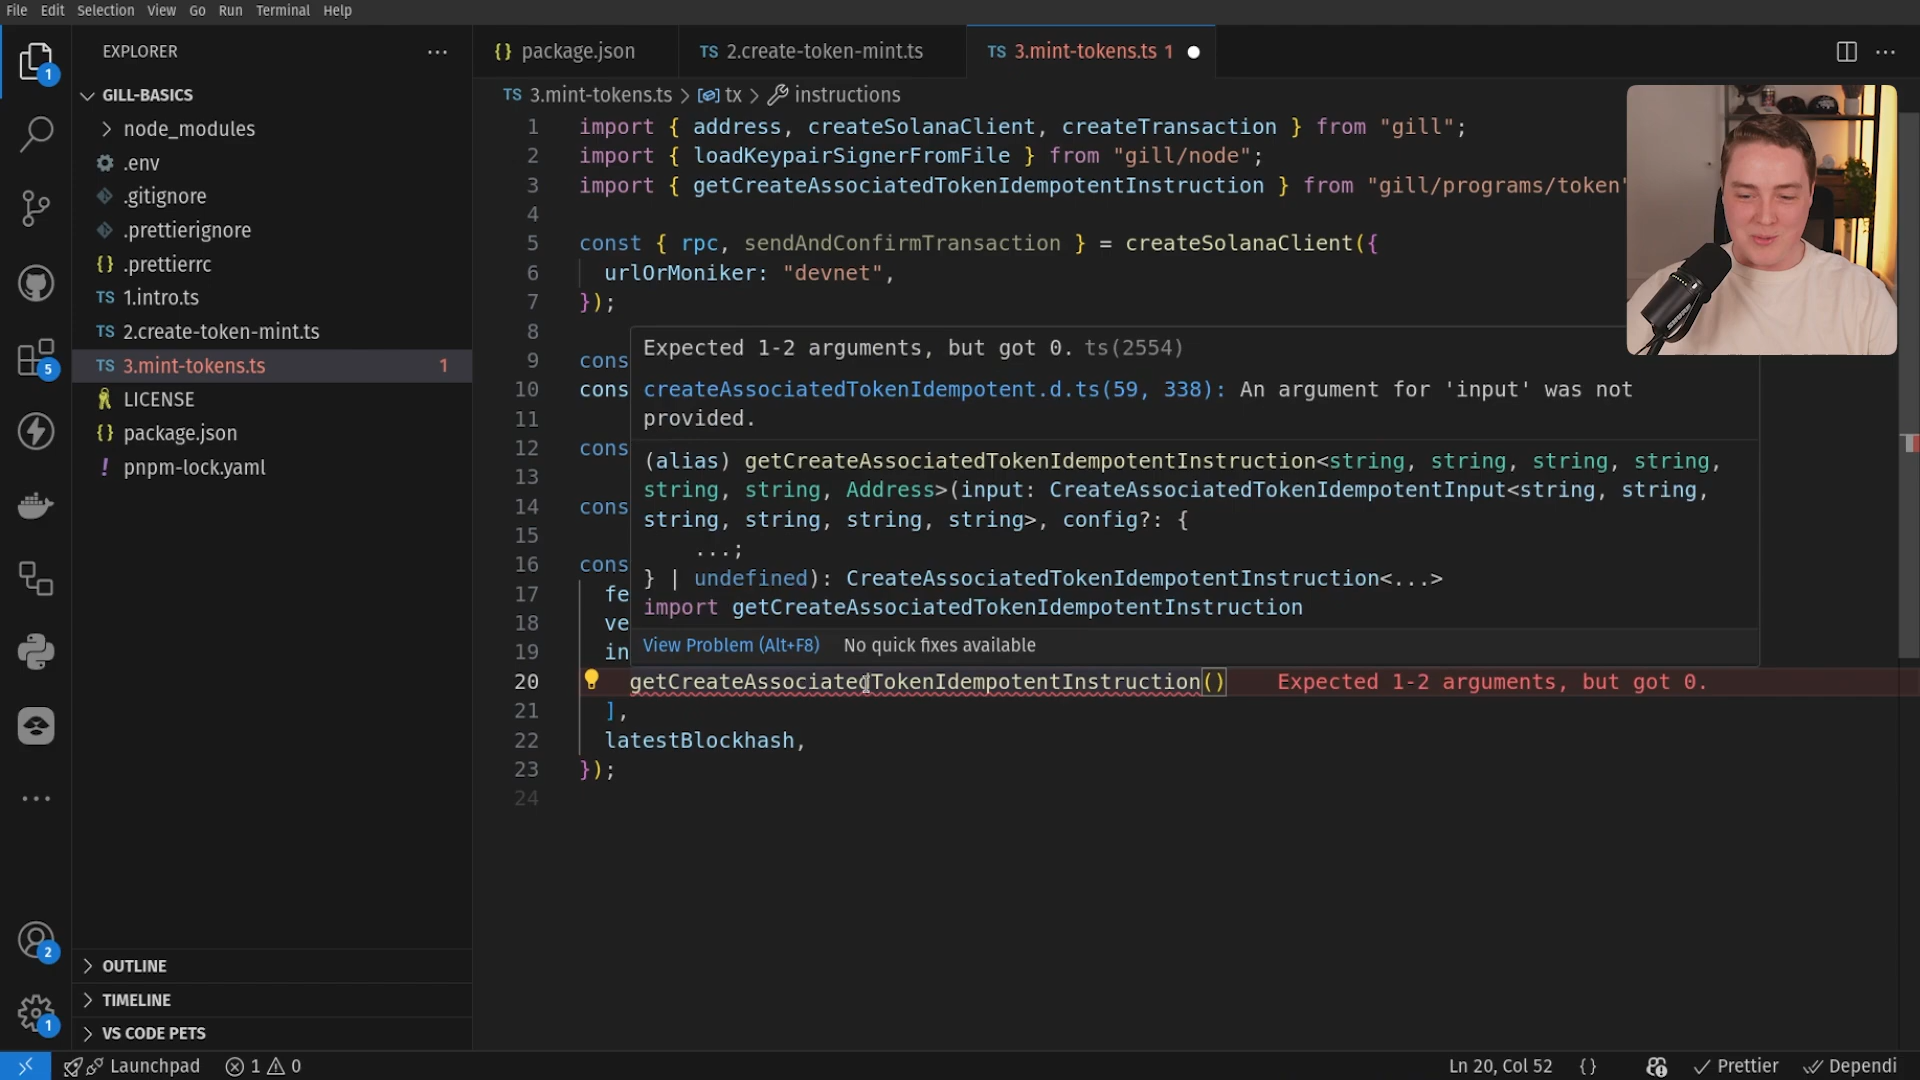 File Edit Selection View Go Run Terminal Help
EXPLORER
GILL-BASICS
node_modules
.env
.gitignore
.prettierignore
{} .prettierrc
TS 1.intro.ts
TS 2.create-token-mint.ts
TS 3.mint-tokens.ts 1
LICENSE
{} package.json
! pnpm-lock.yaml
OUTLINE
TIMELINE
VS CODE PETS
1
5
2
1
{} package.json
TS 2.create-token-mint.ts
TS 3.mint-tokens.ts 1
TS 3.mint-tokens.ts > tx > instructions
1 import { address, createSolanaClient, createTransaction } from "gill";
2 import { loadKeypairSignerFromFile } from "gill/node";
3 import { getCreateAssociatedTokenIdempotentInstruction } from "gill/programs/token"
4
5 const { rpc, sendAndConfirmTransaction } = createSolanaClient({
6 urlOrMoniker: "devnet",
7 });
8
9 cons
10 cons
11
12 cons
13
14 cons
15
16 cons
17 fe
18 ve
19 in
Expected 1-2 arguments, but got 0. ts(2554)
createAssociatedTokenIdempotent.d.ts(59, 338): An argument for 'input' was not
provided.
(alias) getCreateAssociatedTokenIdempotentInstruction<string, string, string, string,
string, string, Address>(input: CreateAssociatedTokenIdempotentInput<string, string,
string, string, string, string>, config?: {
...;
} | undefined): CreateAssociatedTokenIdempotentInstruction<...>
import getCreateAssociatedTokenIdempotentInstruction
View Problem (Alt+F8) No quick fixes available
20 getCreateAssociatedTokenIdempotentInstruction() Expected 1-2 arguments, but got 0.
21 ],
22 latestBlockhash,
23 });
24
Launchpad 1 0
Ln 20, Col 52 {} Prettier Dependi